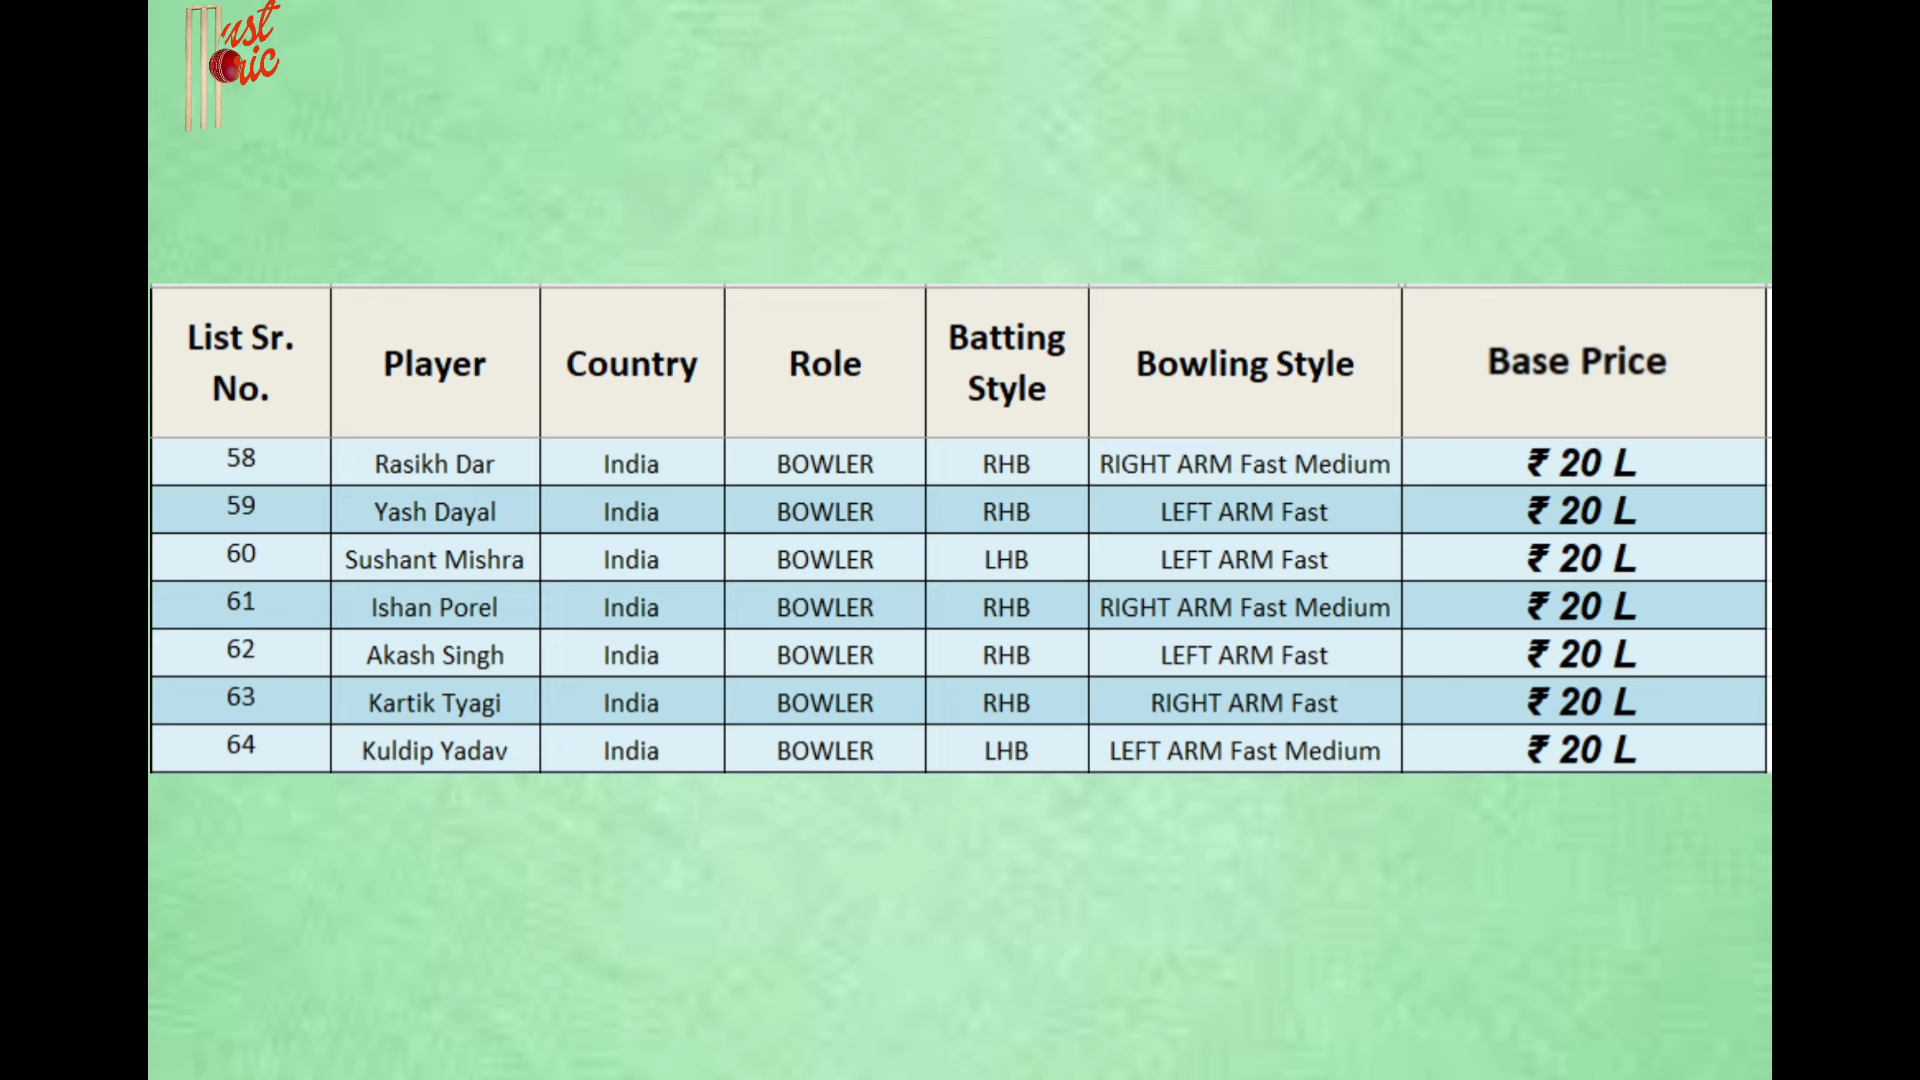 ust
ric
List Sr. No. Player Country Role Batting Style Bowling Style Base Price
58 Rasikh Dar India BOWLER RHB RIGHT ARM Fast Medium ₹ 20 L
59 Yash Dayal India BOWLER RHB LEFT ARM Fast ₹ 20 L
60 Sushant Mishra India BOWLER LHB LEFT ARM Fast ₹ 20 L
61 Ishan Porel India BOWLER RHB RIGHT ARM Fast Medium ₹ 20 L
62 Akash Singh India BOWLER RHB LEFT ARM Fast ₹ 20 L
63 Kartik Tyagi India BOWLER RHB RIGHT ARM Fast ₹ 20 L
64 Kuldip Yadav India BOWLER LHB LEFT ARM Fast Medium ₹ 20 L